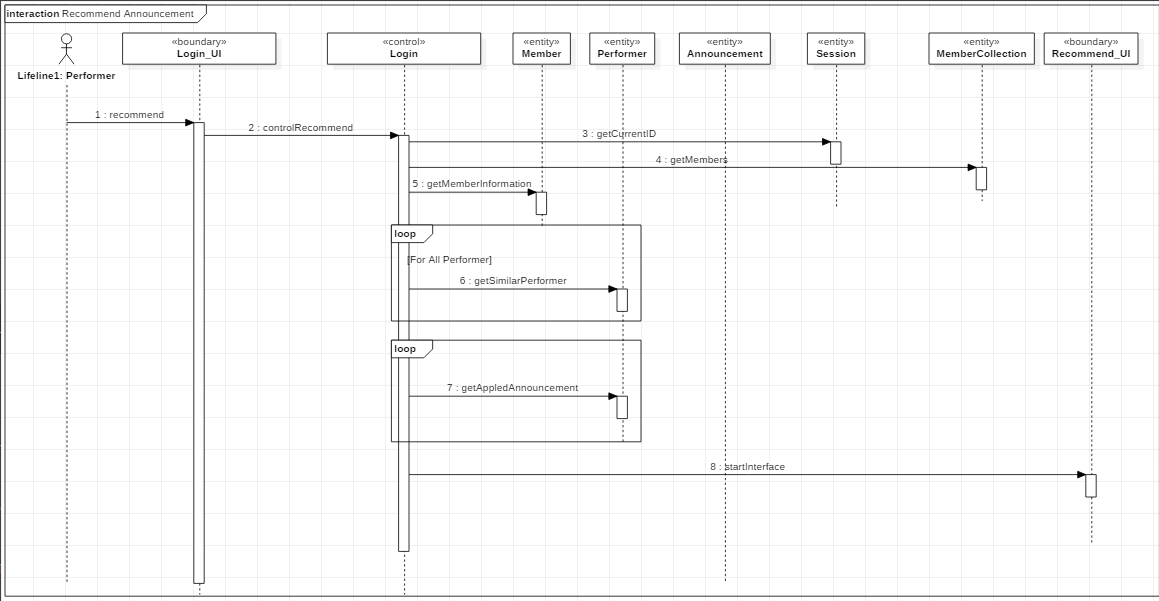 interaction Recommend Announcement
Lifeline1: Performer
«boundary»
Login_UI
«control»
Login
«entity»
Member
«entity»
Performer
«entity»
Announcement
«entity»
Session
«entity»
MemberCollection
«boundary»
Recommend_UI
1 : recommend
2 : controlRecommend
3 : getCurrentID
4 : getMembers
5 : getMemberInformation
loop
[For All Performer]
6 : getSimilarPerformer
loop
7 : getAppledAnnouncement
8 : startInterface